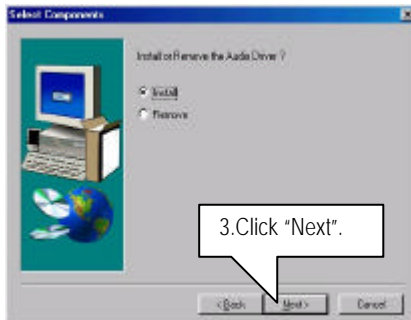 Select Components
Install or Remove the Audio Driver ?
Install
Remove
3.Click “Next”.
< Back
Next >
Cancel